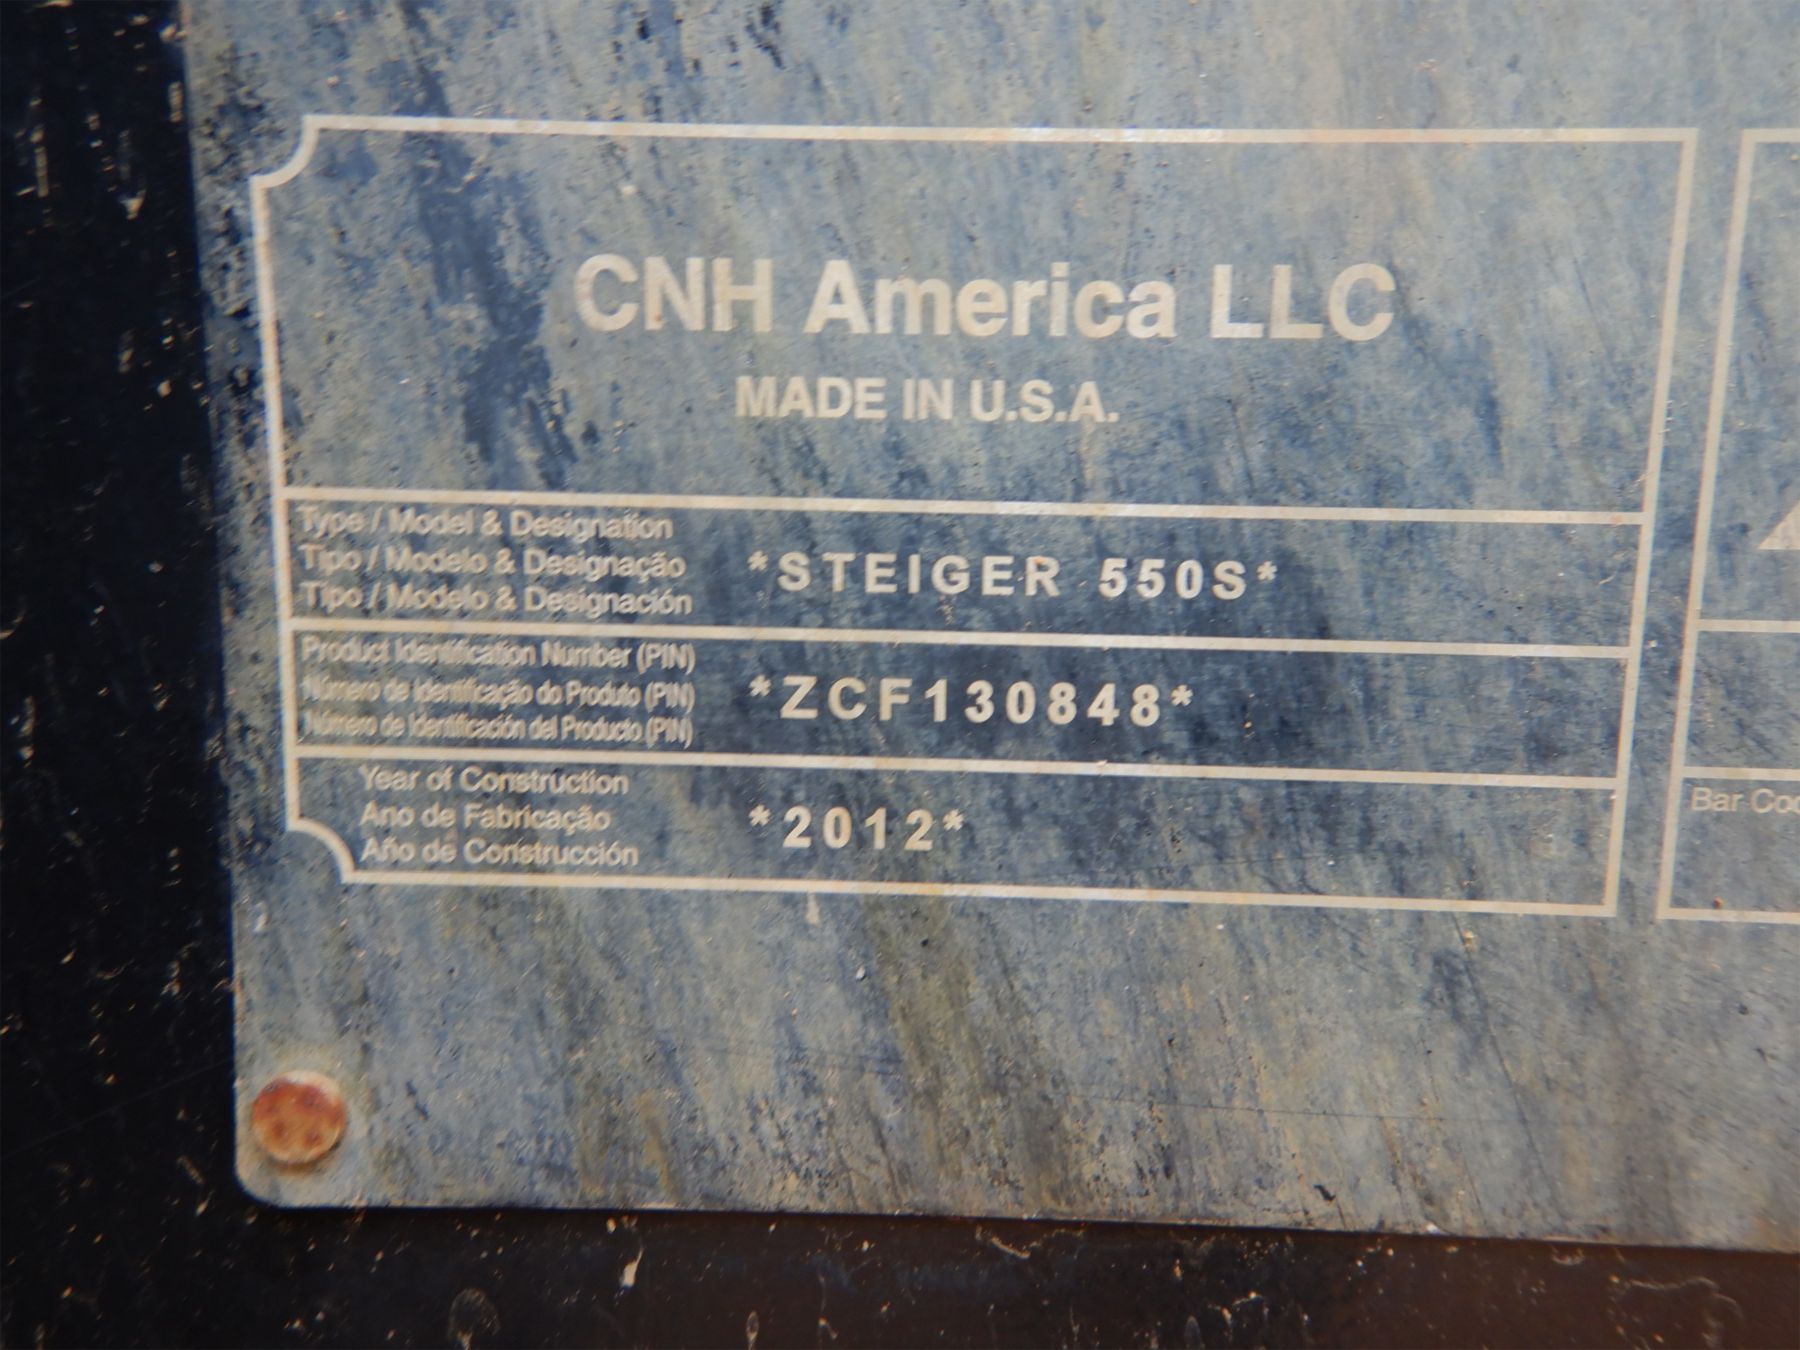 CNH America LLC
MADE IN U.S.A.
Type / Model & Designation
Tipo / Modelo & Designação
Tipo / Modelo & Designación
*STEIGER 550S*
Product Identification Number (PIN)
Número de Identificação do Produto (PIN)
Número de Identificación del Producto (PIN)
*ZCF130848*
Year of Construction
Ano de Fabricação
Año de Construcción
*2012*
Bar